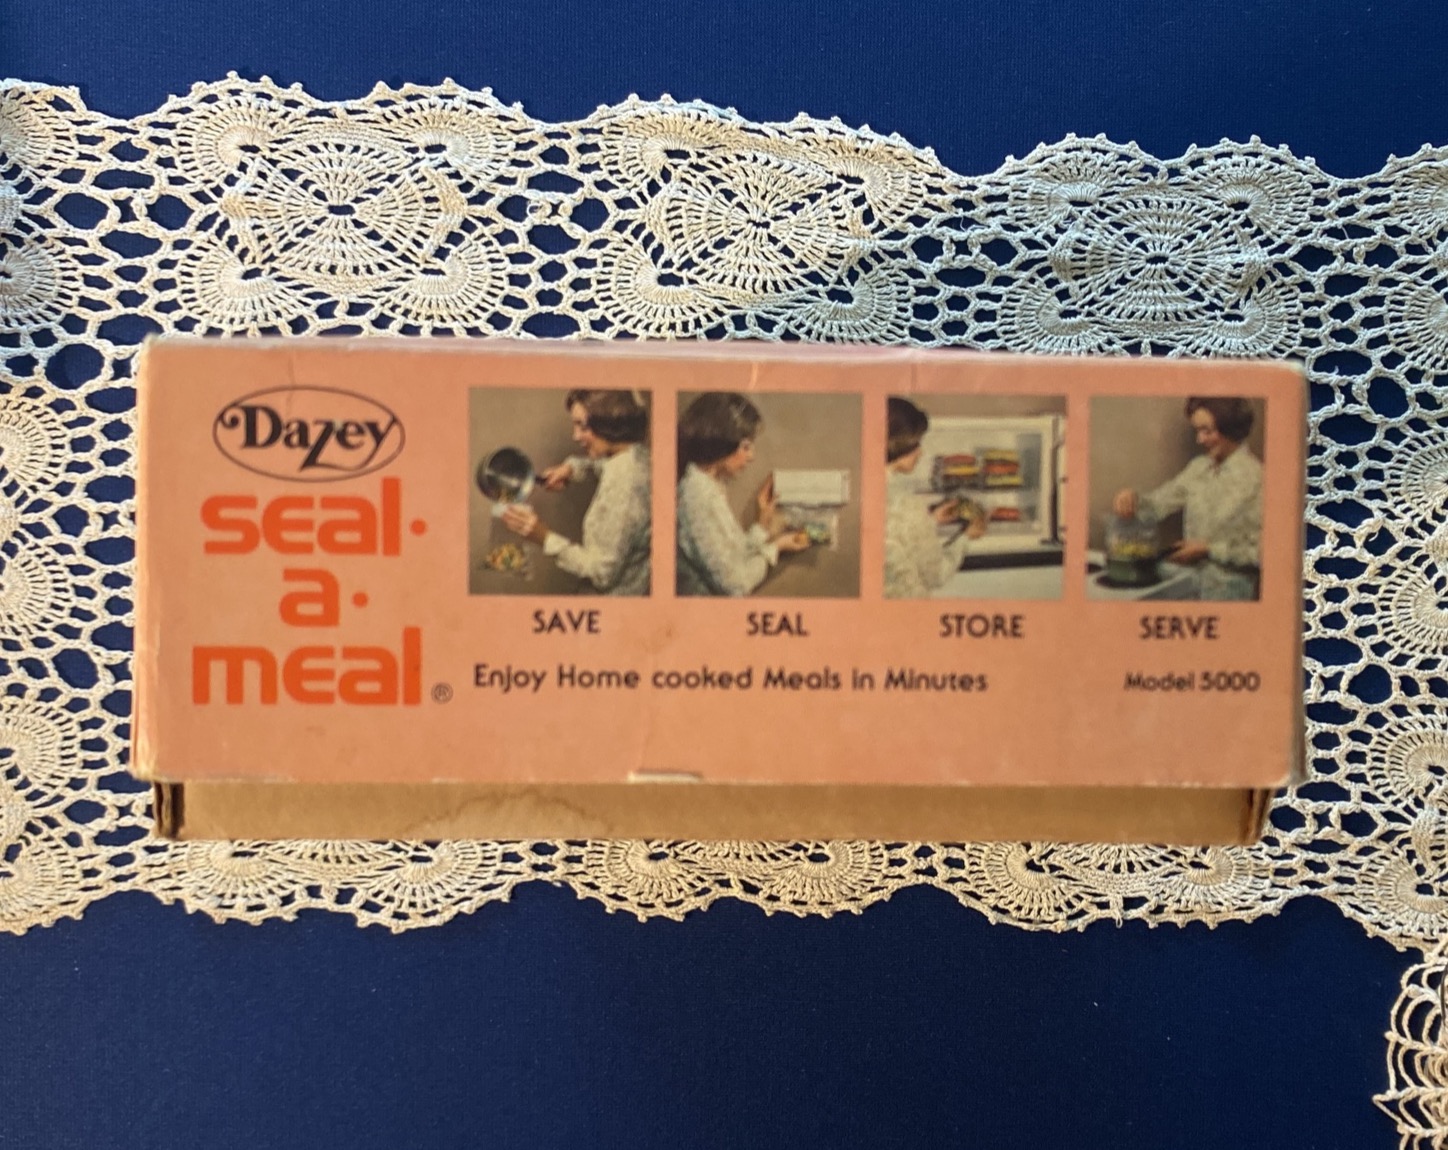 Dazey
seal·
a·
meal®
SAVE
SEAL
STORE
SERVE
Enjoy Home cooked Meals in Minutes
Model 5000